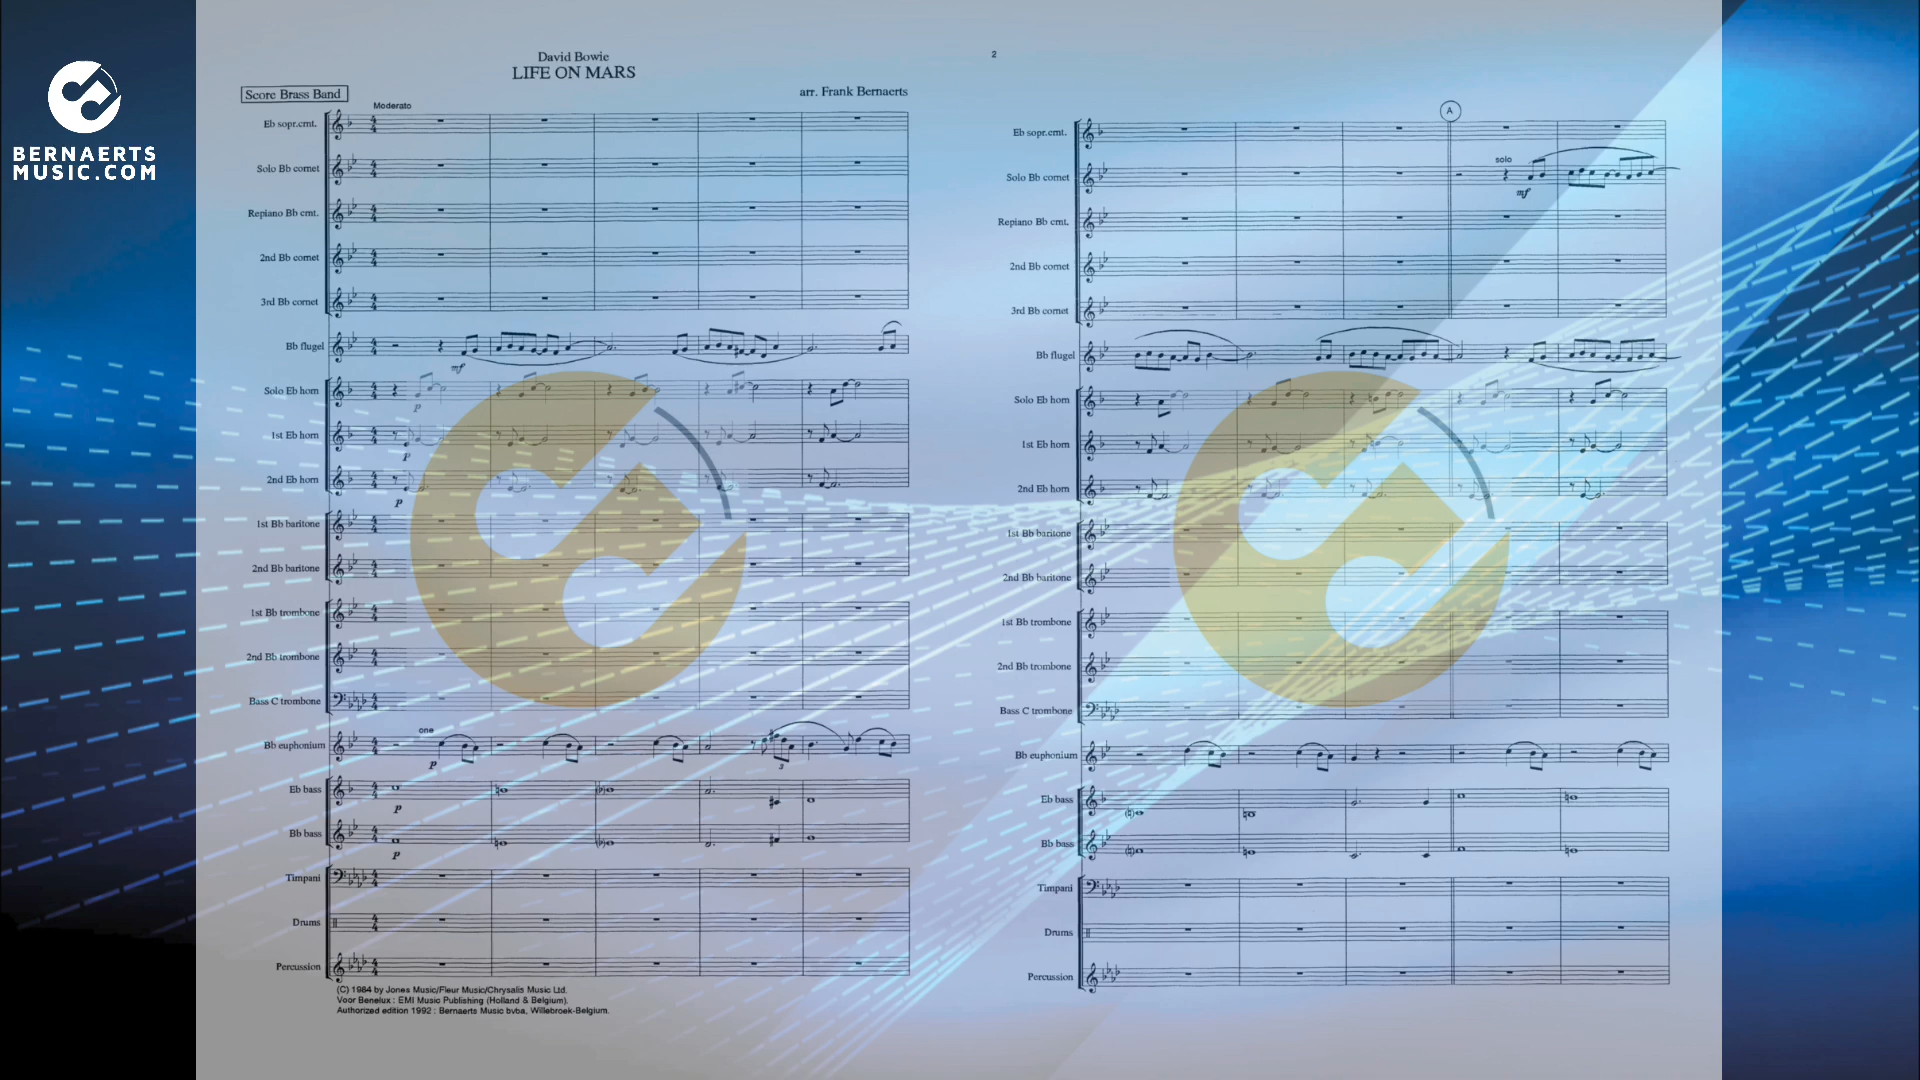 BERNAERTS
MUSIC.COM
David Bowie
LIFE ON MARS
Score Brass Band
arr. Frank Bernaerts
Moderato
Eb sopr.crnt.
Solo Bb cornet
Repiano Bb crnt.
2nd Bb cornet
3rd Bb cornet
Bb flugel
mf
Solo Eb horn
p
1st Eb horn
p
2nd Eb horn
p
1st Bb baritone
2nd Bb baritone
1st Bb trombone
2nd Bb trombone
Bass C trombone
one
Bb euphonium
p
3
Eb bass
p
Bb bass
p
Timpani
Drums
Percussion
(C) 1984 by Jones Music/Fleur Music/Chrysalis Music Ltd.
Voor Benelux : EMI Music Publishing (Holland & Belgium).
Authorized edition 1992 : Bernaerts Music bvba, Willebroek-Belgium.
2
A
Eb sopr.crnt.
solo
Solo Bb cornet
mf
Repiano Bb crnt.
2nd Bb cornet
3rd Bb cornet
Bb flugel
Solo Eb horn
1st Eb horn
2nd Eb horn
1st Bb baritone
2nd Bb baritone
1st Bb trombone
2nd Bb trombone
Bass C trombone
Bb euphonium
Eb bass
Bb bass
Timpani
Drums
Percussion